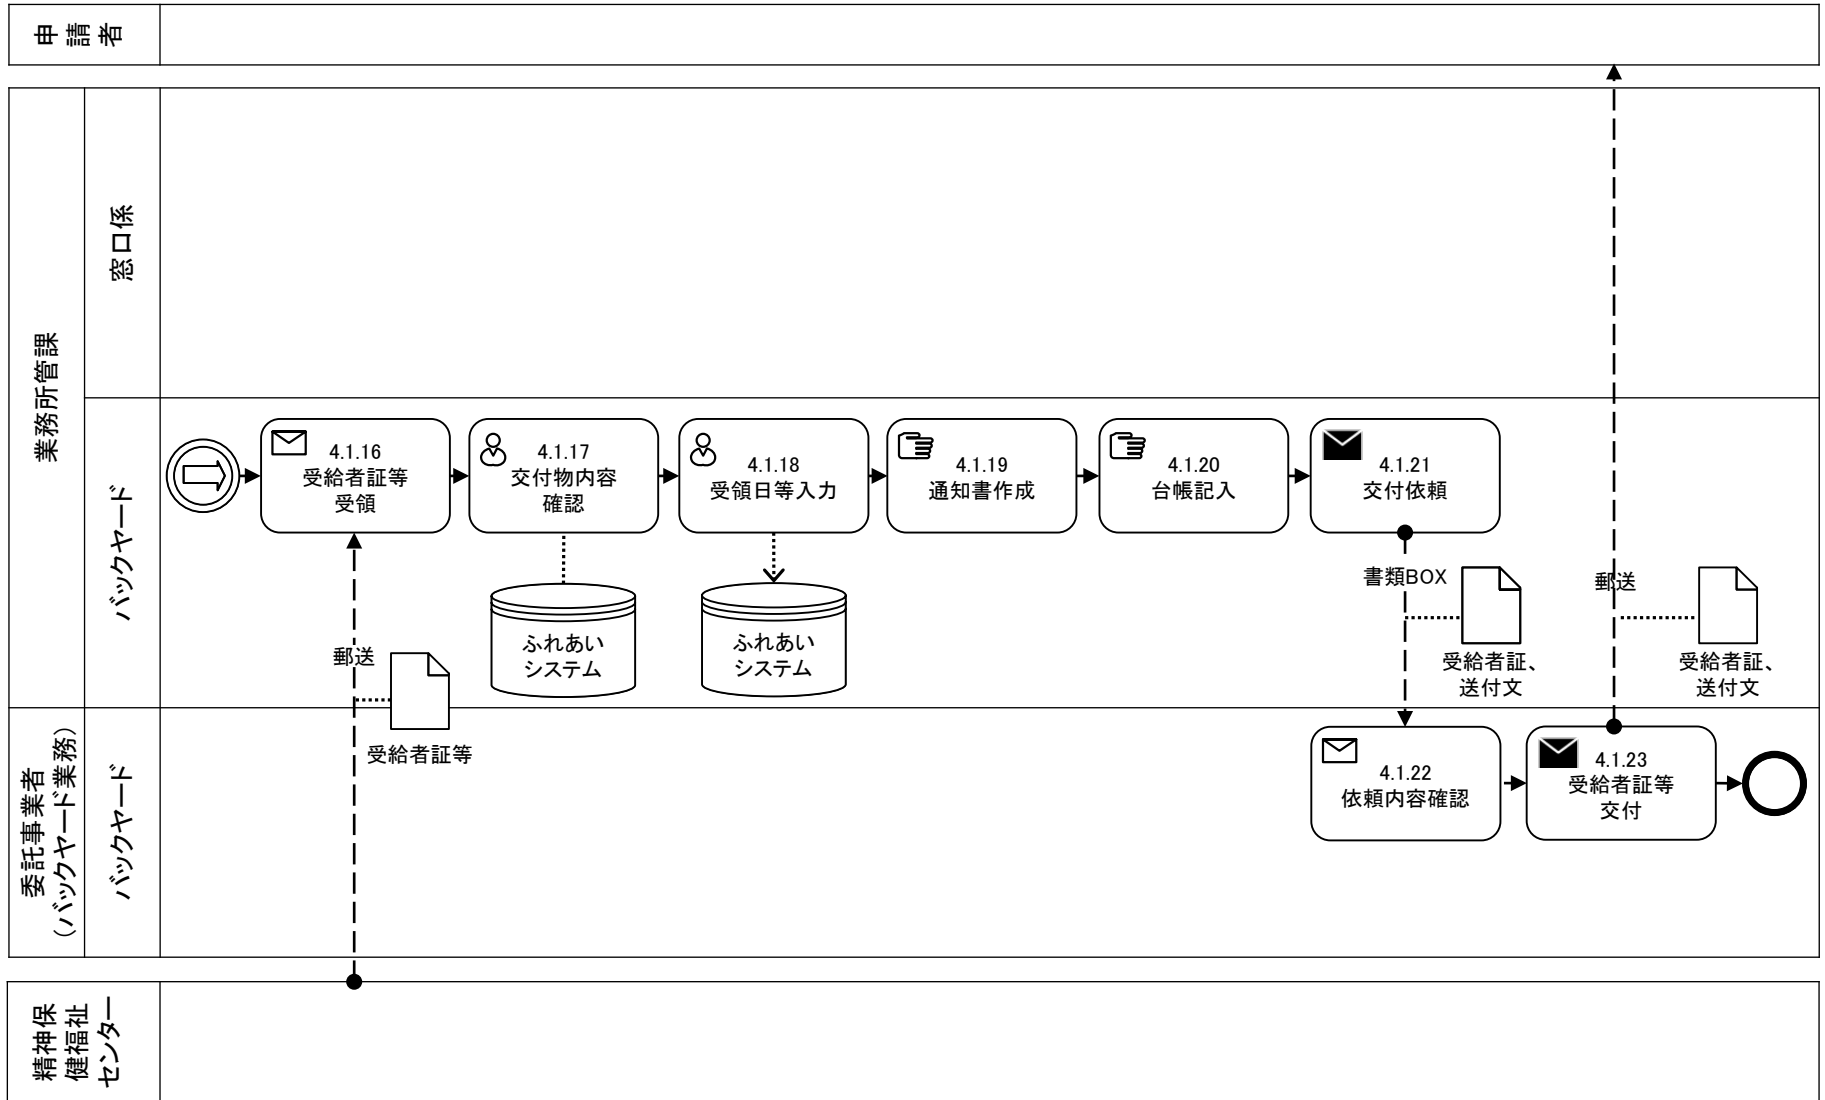 申請者
業務所管課
窓口係
バックヤード
4.1.16
受給者証等
受領
4.1.17
交付物内容
確認
4.1.18
受領日等入力
4.1.19
通知書作成
4.1.20
台帳記入
4.1.21
交付依頼
ふれあい
システム
ふれあい
システム
郵送
受給者証等
書類BOX
受給者証、
送付文
郵送
受給者証、
送付文
委託事業者
（バックヤード業務）
バックヤード
4.1.22
依頼内容確認
4.1.23
受給者証等
交付
精神保
健福祉
センター